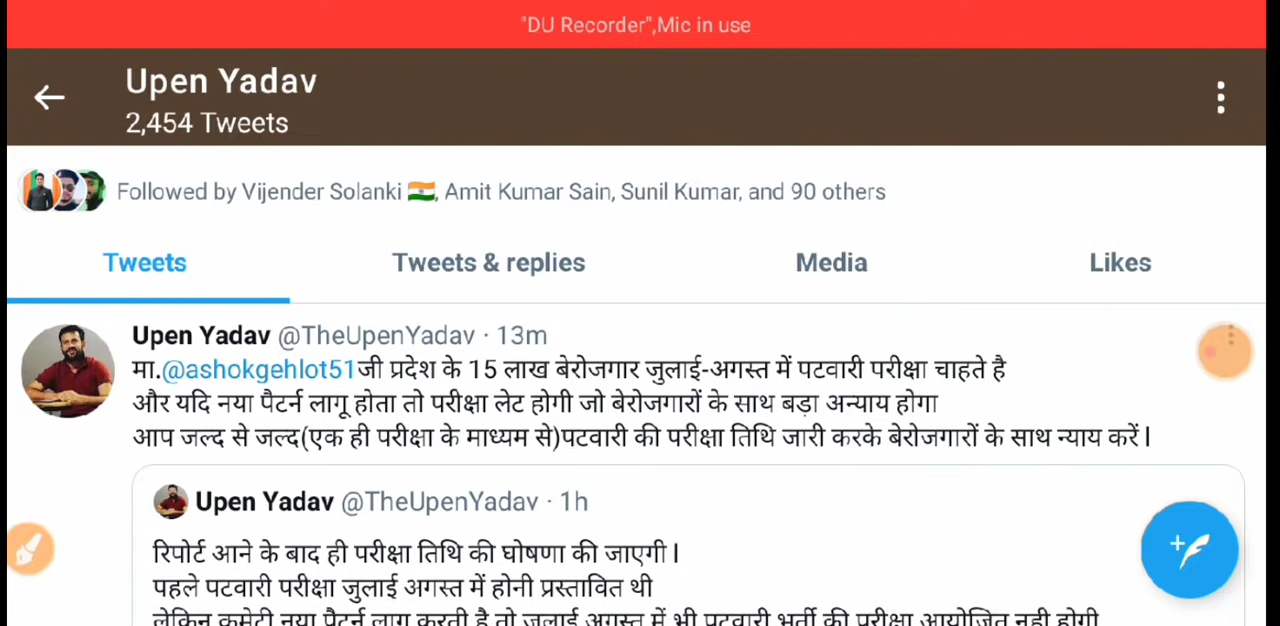 "DU Recorder",Mic in use
Upen Yadav
2,454 Tweets
Followed by Vijender Solanki 🇮🇳, Amit Kumar Sain, Sunil Kumar, and 90 others
Tweets Tweets & replies Media Likes
Upen Yadav @TheUpenYadav · 13m
मा.@ashokgehlot51जी प्रदेश के 15 लाख बेरोजगार जुलाई-अगस्त में पटवारी परीक्षा चाहते है
और यदि नया पैटर्न लागू होता तो परीक्षा लेट होगी जो बेरोजगारों के साथ बड़ा अन्याय होगा
आप जल्द से जल्द(एक ही परीक्षा के माध्यम से)पटवारी की परीक्षा तिथि जारी करके बेरोजगारों के साथ न्याय करें l
Upen Yadav @TheUpenYadav · 1h
रिपोर्ट आने के बाद ही परीक्षा तिथि की घोषणा की जाएगी l
पहले पटवारी परीक्षा जुलाई अगस्त में होनी प्रस्तावित थी
लेकिन कमेटी नया पैटर्न लागू करती है तो जुलाई अगस्त में भी पटवारी भर्ती की परीक्षा आयोजित नही होगी